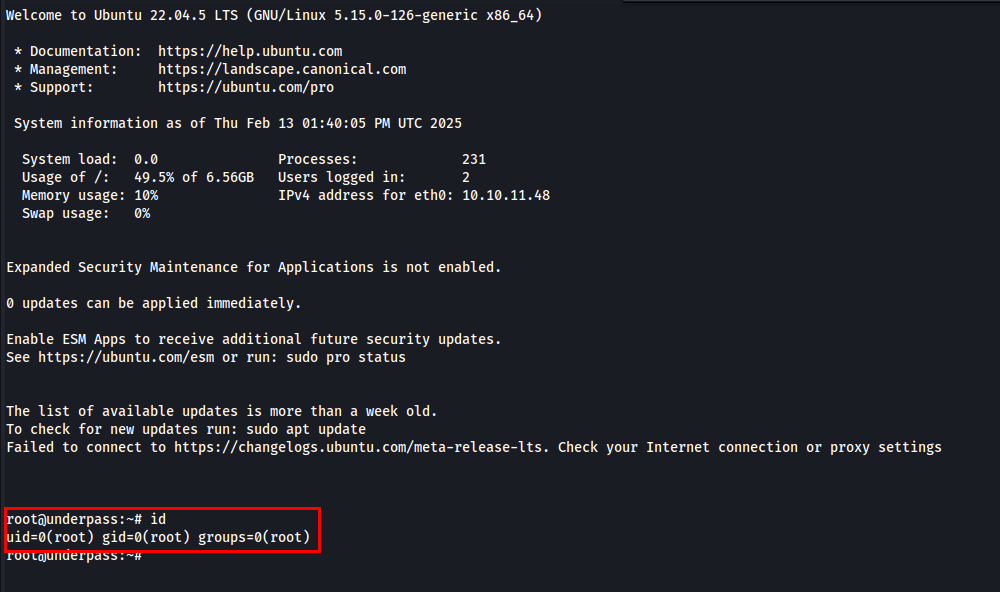 Welcome to Ubuntu 22.04.5 LTS (GNU/Linux 5.15.0-126-generic x86_64)
* Documentation:  https://help.ubuntu.com
* Management:     https://landscape.canonical.com
* Support:        https://ubuntu.com/pro
System information as of Thu Feb 13 01:40:05 PM UTC 2025
System load:  0.0               Processes:             231
Usage of /:   49.5% of 6.56GB   Users logged in:       2
Memory usage: 10%               IPv4 address for eth0: 10.10.11.48
Swap usage:   0%
Expanded Security Maintenance for Applications is not enabled.
0 updates can be applied immediately.
Enable ESM Apps to receive additional future security updates.
See https://ubuntu.com/esm or run: sudo pro status
The list of available updates is more than a week old.
To check for new updates run: sudo apt update
Failed to connect to https://changelogs.ubuntu.com/meta-release-lts. Check your Internet connection or proxy settings
root@underpass:~# id
uid=0(root) gid=0(root) groups=0(root)
root@underpass:~#